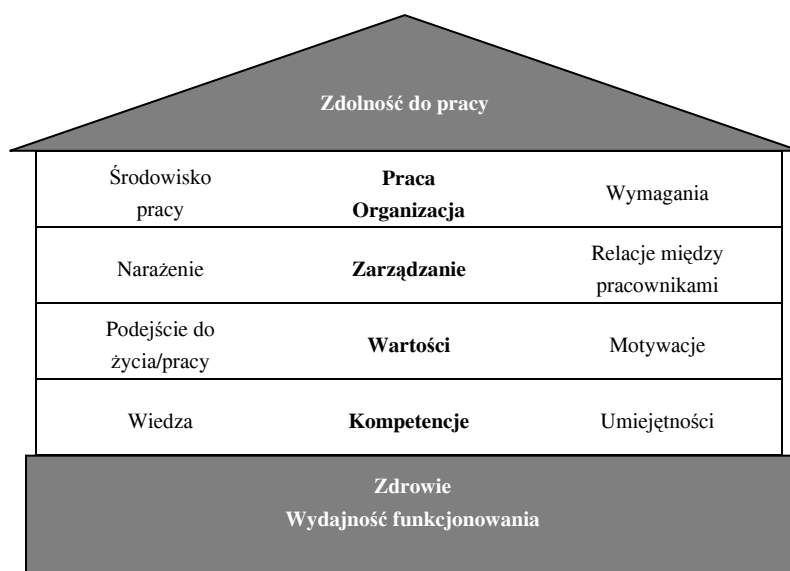 Zdolność do pracy
Środowisko
pracy
Praca
Organizacja
Wymagania
Narażenie
Zarządzanie
Relacje między
pracownikami
Podejście do
życia/pracy
Wartości
Motywacje
Wiedza
Kompetencje
Umiejętności
Zdrowie
Wydajność funkcjonowania